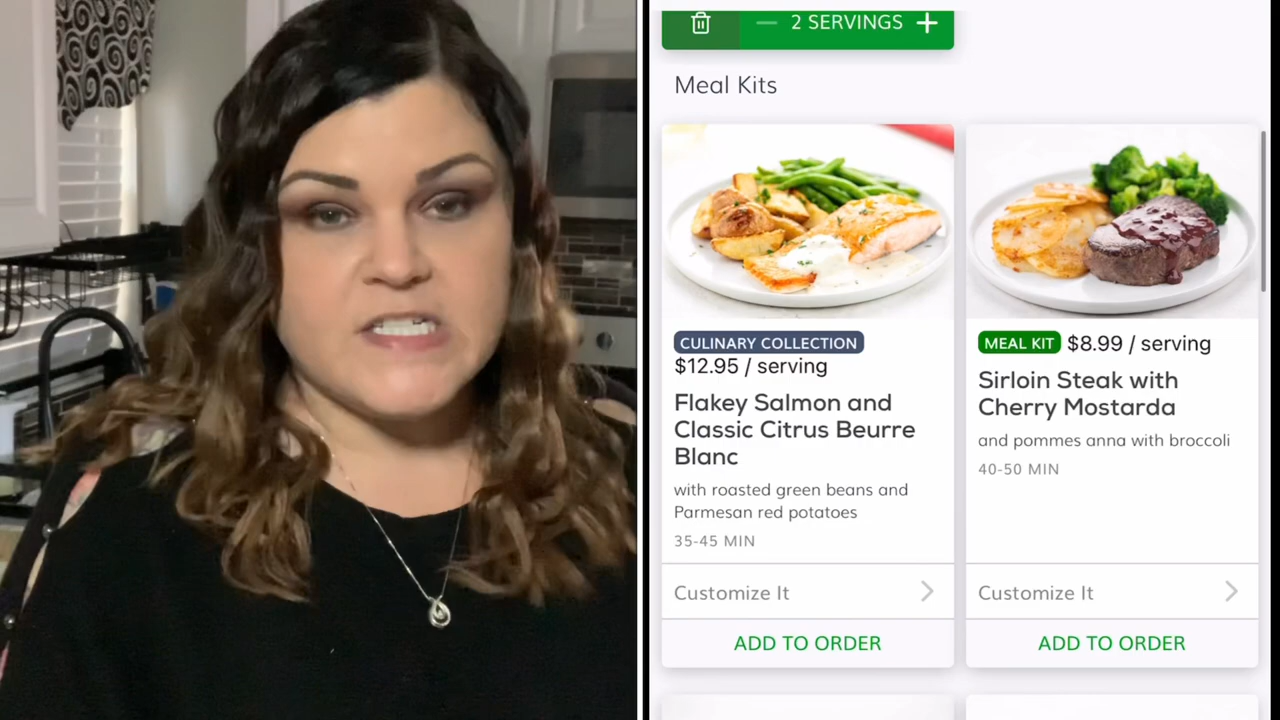 2 SERVINGS
Meal Kits
CULINARY COLLECTION
$12.95 / serving
Flakey Salmon and
Classic Citrus Beurre
Blanc
with roasted green beans and
Parmesan red potatoes
35-45 MIN
Customize It
ADD TO ORDER
MEAL KIT $8.99 / serving
Sirloin Steak with
Cherry Mostarda
and pommes anna with broccoli
40-50 MIN
Customize It
ADD TO ORDER